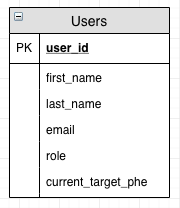 Users
PK user_id
first_name
last_name
email
role
current_target_phe